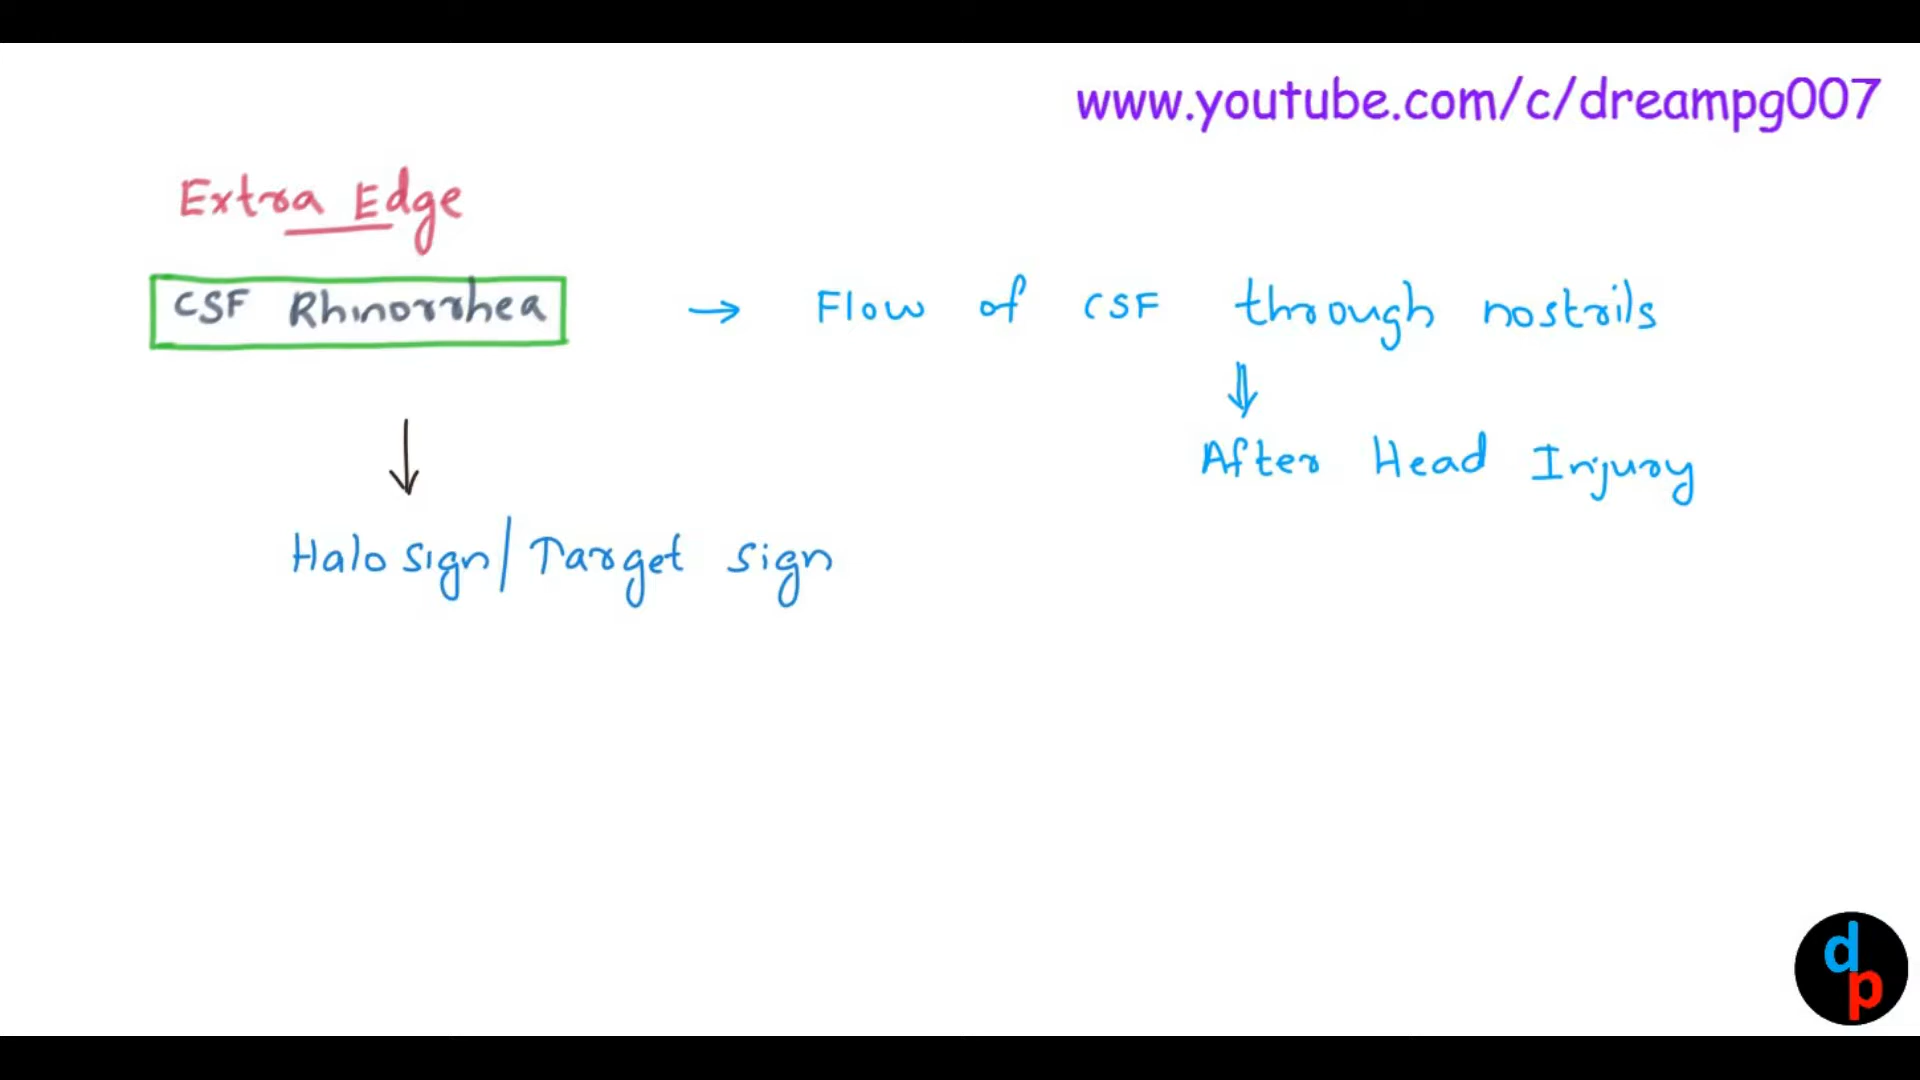 www.youtube.com/c/dreampg007
Extra Edge
CSF Rhinorrhea → Flow of CSF through nostrils
After Head Injury
Halo sign/Target sign
dp